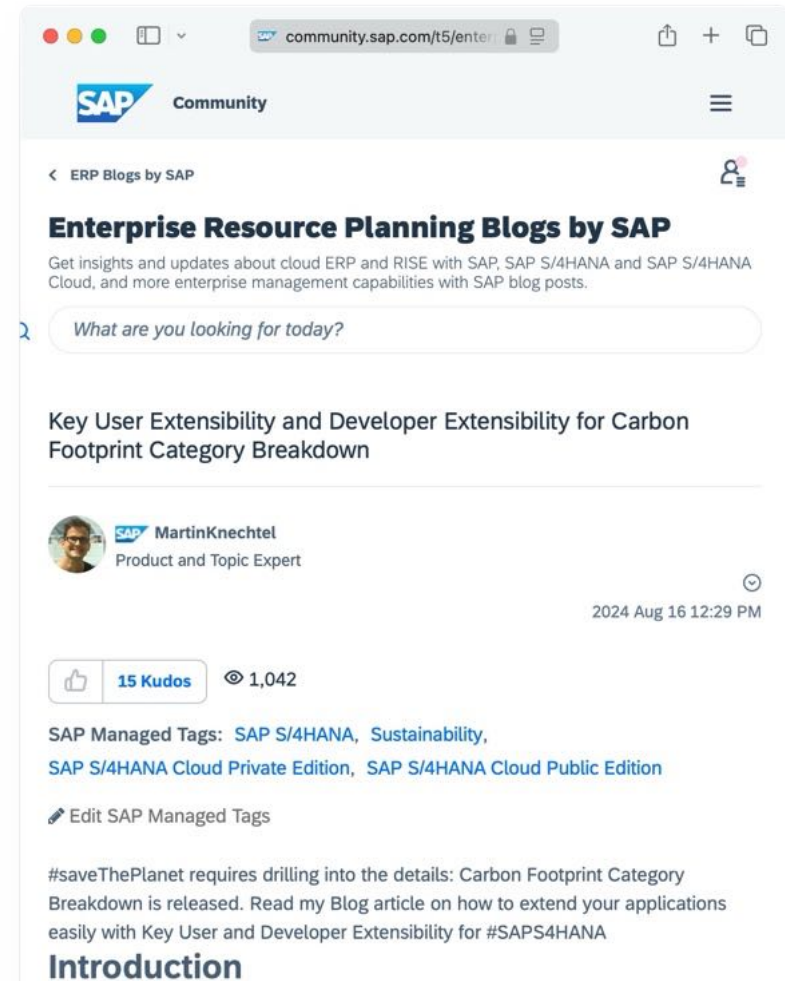 community.sap.com/t5/enter
SAP Community
ERP Blogs by SAP
Enterprise Resource Planning Blogs by SAP
Get insights and updates about cloud ERP and RISE with SAP, SAP S/4HANA and SAP S/4HANA
Cloud, and more enterprise management capabilities with SAP blog posts.
What are you looking for today?
Key User Extensibility and Developer Extensibility for Carbon
Footprint Category Breakdown
SAP MartinKnechtel
Product and Topic Expert
2024 Aug 16 12:29 PM
15 Kudos 1,042
SAP Managed Tags: SAP S/4HANA, Sustainability,
SAP S/4HANA Cloud Private Edition, SAP S/4HANA Cloud Public Edition
Edit SAP Managed Tags
#saveThePlanet requires drilling into the details: Carbon Footprint Category
Breakdown is released. Read my Blog article on how to extend your applications
easily with Key User and Developer Extensibility for #SAPS4HANA
Introduction